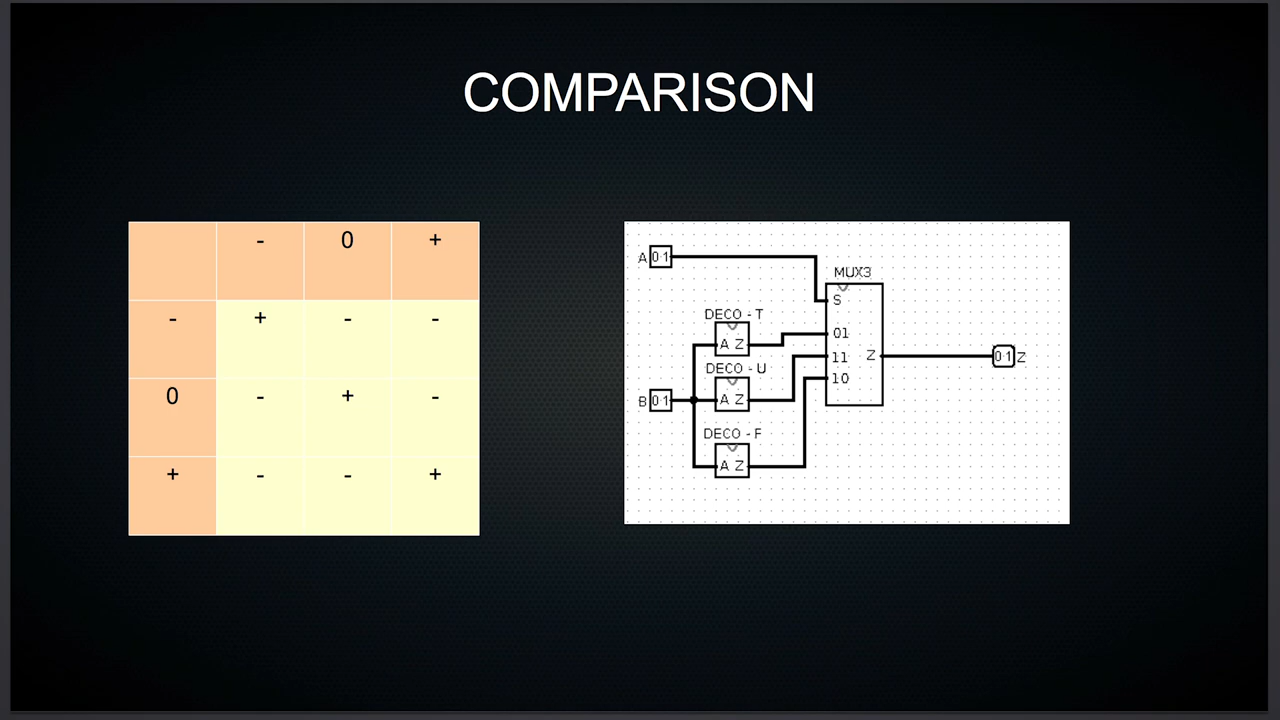 COMPARISON
- 0 +
- + - -
0 - + -
+ - - +
A 01
MUX3
S
DECO - T
A Z
01
DECO - U
11
Z
01 Z
10
B 01
A Z
DECO - F
A Z